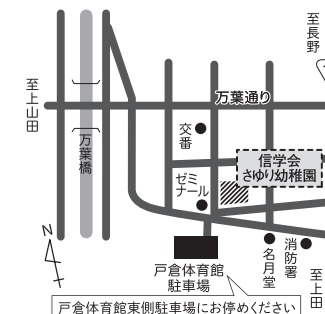 至長野
至上山田
万葉通り
万葉橋
交番
信学会
さゆり幼稚園
ゼミ
ナール
N
戸倉体育館
駐車場
名月堂
消防署
至上田
戸倉体育館東側駐車場にお停めください